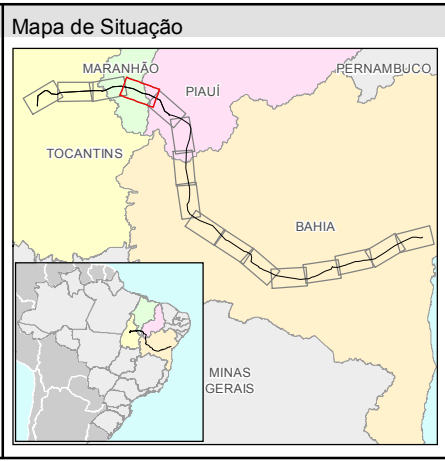 Mapa de Situação
MARANHÃO
PERNAMBUCO
PIAUÍ
TOCANTINS
BAHIA
MINAS
GERAIS